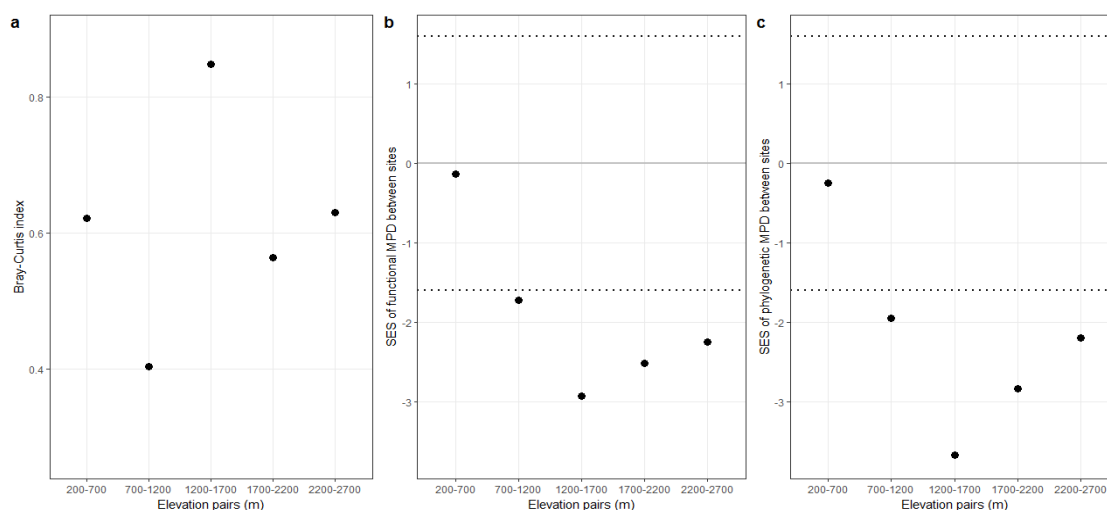 a
Bray-Curtis index
0.8
0.6
0.4
200-700 700-1200 1200-1700 1700-2200 2200-2700
Elevation pairs (m)
b
SES of functional MPD between sites
1
0
-1
-2
-3
200-700 700-1200 1200-1700 1700-2200 2200-2700
Elevation pairs (m)
c
SES of phylogenetic MPD between sites
1
0
-1
-2
-3
200-700 700-1200 1200-1700 1700-2200 2200-2700
Elevation pairs (m)